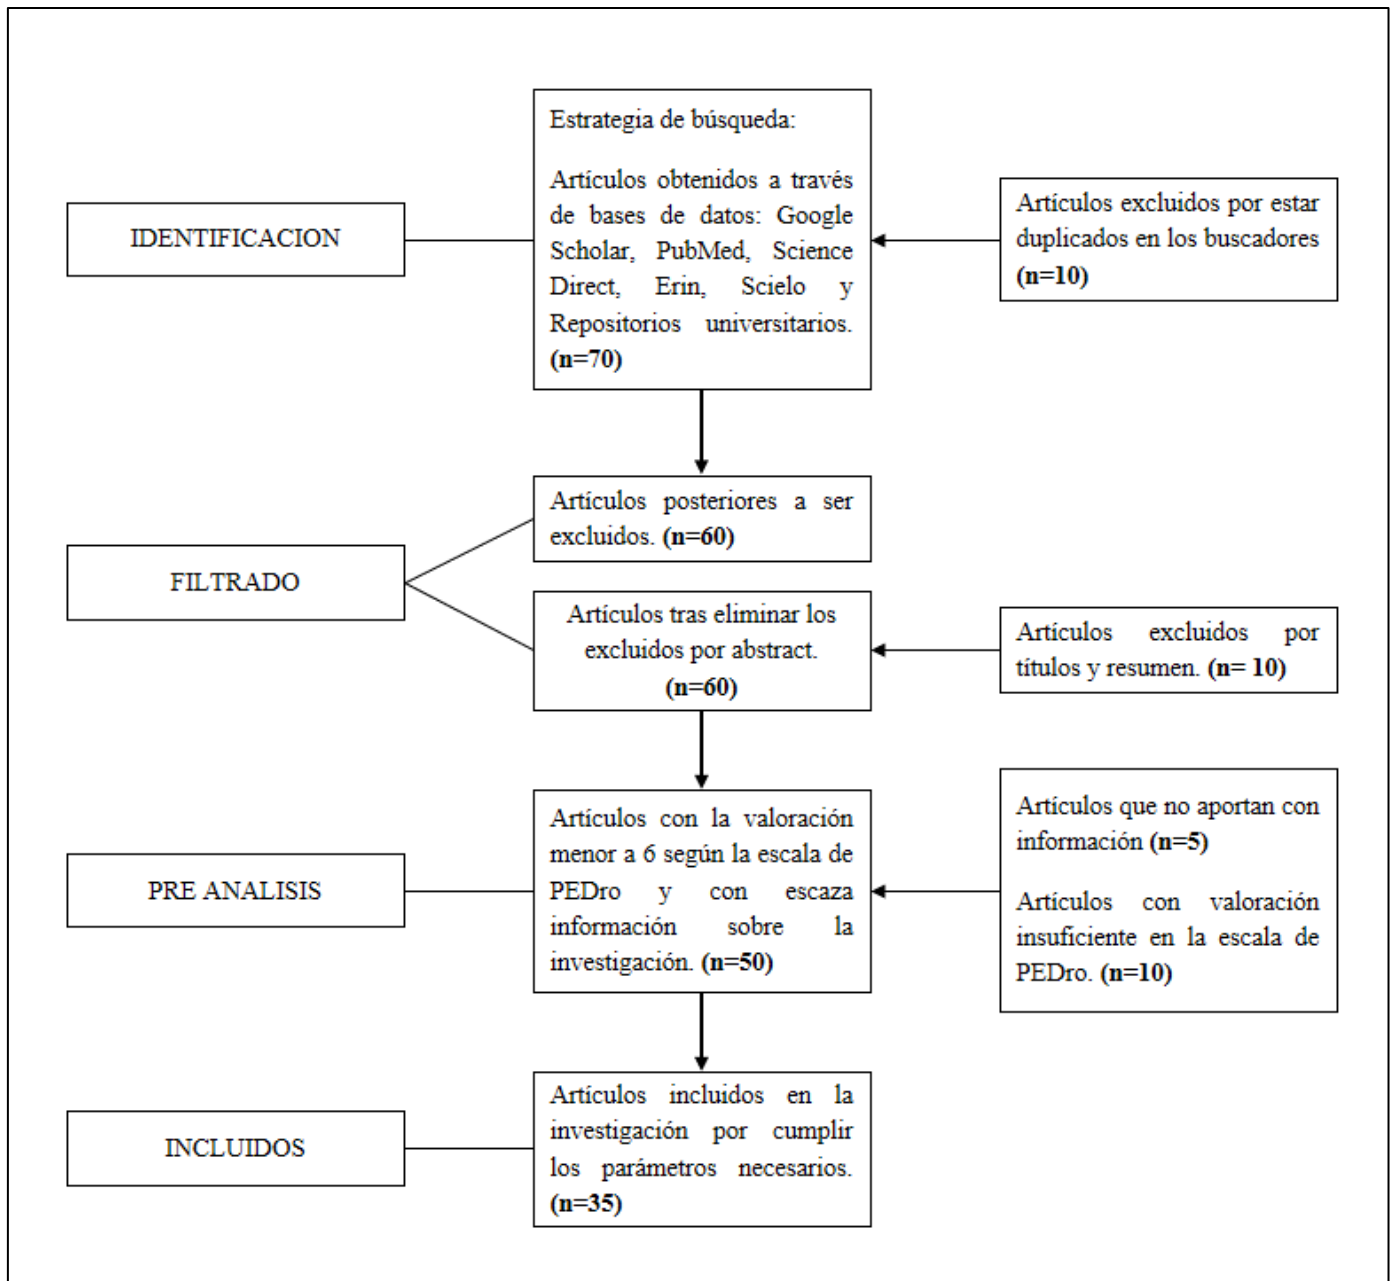 Estrategia de búsqueda:
Artículos obtenidos a través
de bases de datos: Google
Scholar, PubMed, Science
Direct, Erin, Scielo y
Repositorios universitarios.
(n=70)
IDENTIFICACION
Artículos excluidos por estar
duplicados en los buscadores
(n=10)
Artículos posteriores a ser
excluidos. (n=60)
FILTRADO
Artículos tras eliminar los
excluidos por abstract.
(n=60)
Artículos excluidos por
títulos y resumen. (n= 10)
Artículos con la valoración
menor a 6 según la escala de
PEDro y con escaza
información sobre la
investigación. (n=50)
PRE ANALISIS
Artículos que no aportan con
información (n=5)
Artículos con valoración
insuficiente en la escala de
PEDro. (n=10)
Artículos incluidos en la
investigación por cumplir
los parámetros necesarios.
(n=35)
INCLUIDOS